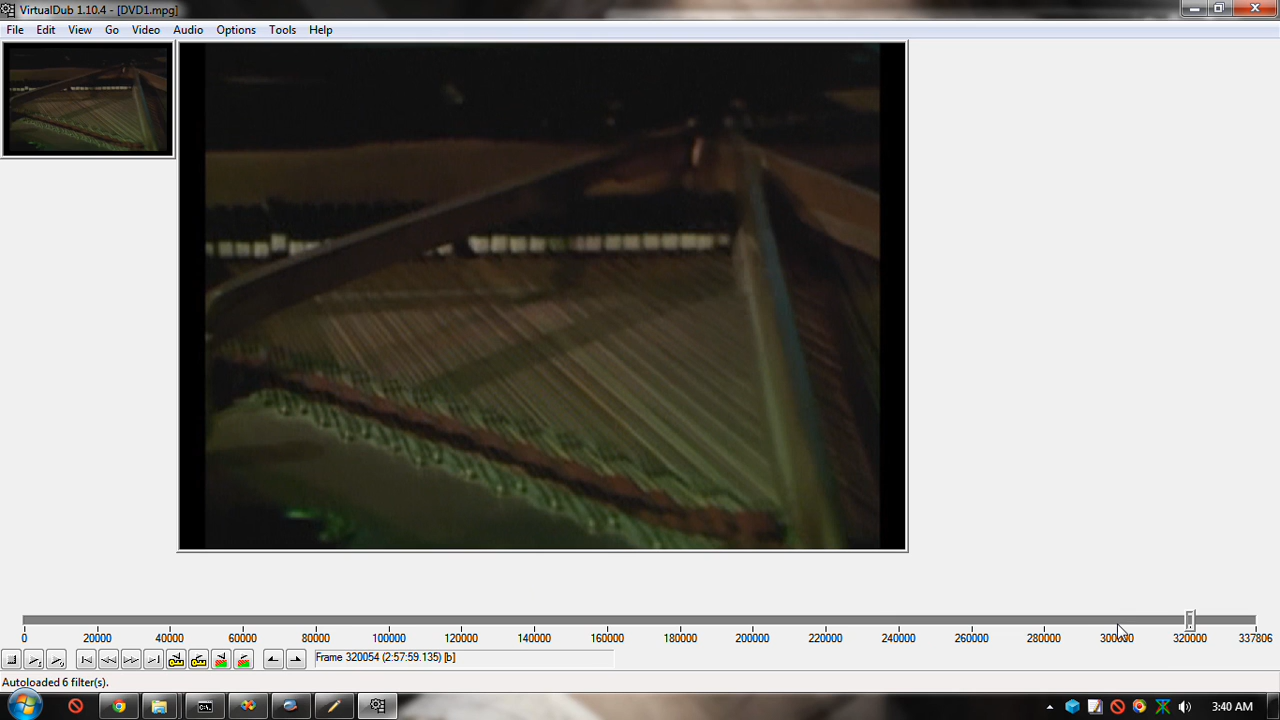 VirtualDub 1.10.4 - [DVD1.mpg]
File Edit View Go Video Audio Options Tools Help
0 20000 40000 60000 80000 100000 120000 140000 160000 180000 200000 220000 240000 260000 280000 300000 320000 337806
Frame 320054 (2:57:59.135) [b]
Autoloaded 6 filter(s).
3:40 AM